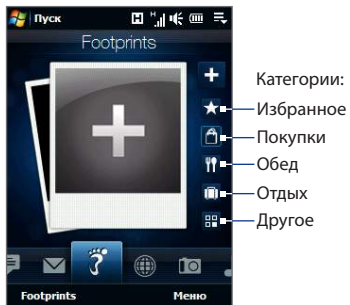 Пуск
Footprints
Категории:
Избранное
Покупки
Обед
Отдых
Другое
Footprints Меню